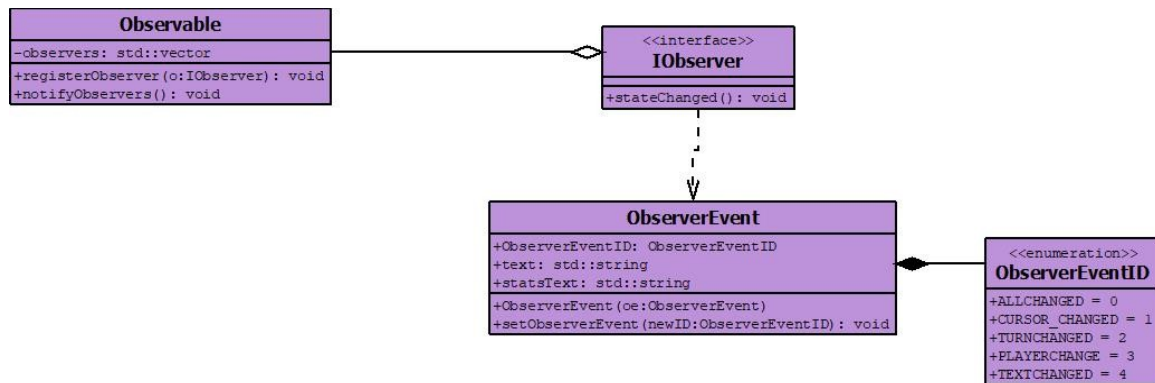 Observable
-observers: std::vector
+registerObserver(o:IObserver): void
+notifyObservers(): void
<<interface>>
IObserver
+stateChanged(): void
ObserverEvent
+ObserverEventID: ObserverEventID
+text: std::string
+statsText: std::string
+ObserverEvent(oe:ObserverEvent)
+setObserverEvent(newID:ObserverEventID): void
<<enumeration>>
ObserverEventID
+ALLCHANGED = 0
+CURSOR_CHANGED = 1
+TURNCHANGED = 2
+PLAYERCHANGE = 3
+TEXTCHANGED = 4